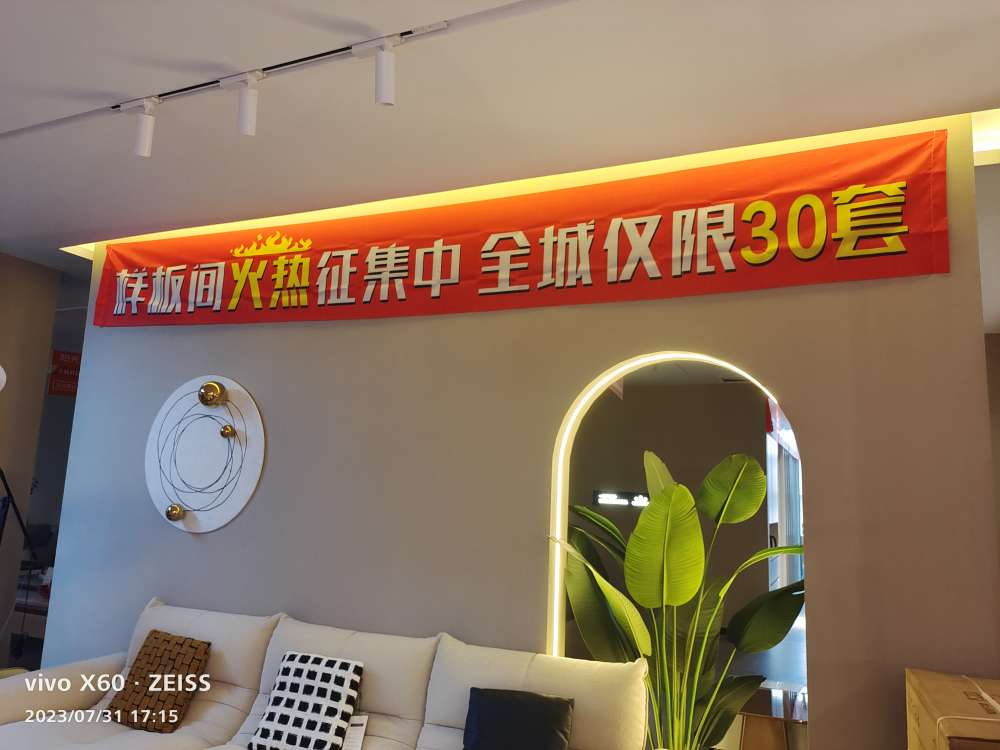 样板间火热征集中 全城仅限30套
vivo X60 · ZEISS
2023/07/31 17:15